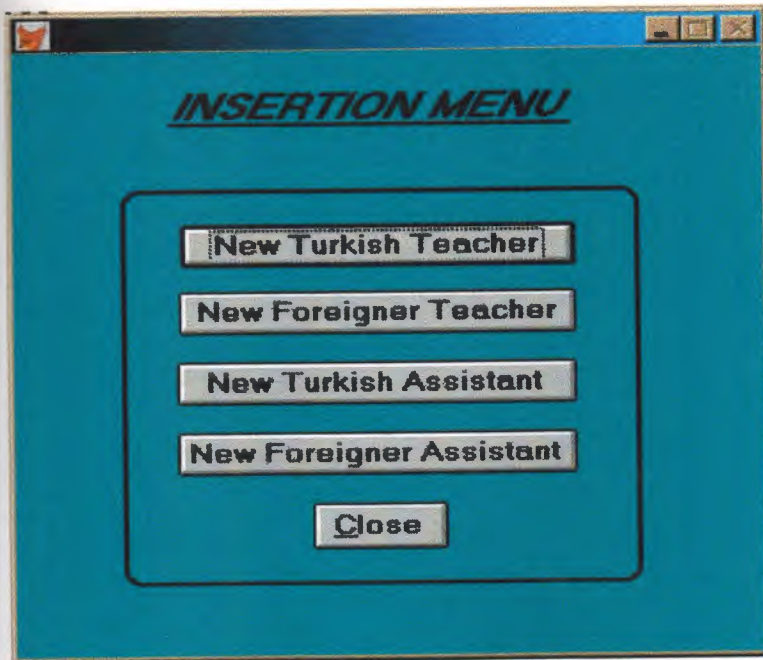 INSERTION MENU
New Turkish Teacher
New Foreigner Teacher
New Turkish Assistant
New Foreigner Assistant
Close